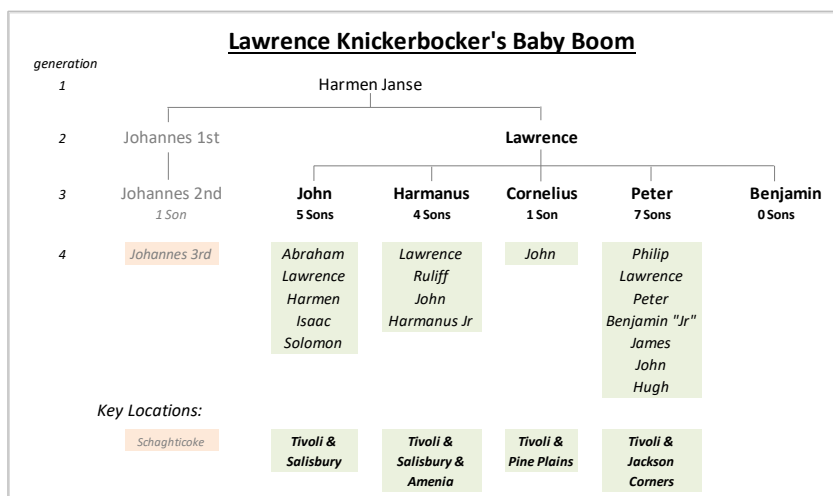 Lawrence Knickerbocker's Baby Boom
generation
1 Harmen Janse
2 Johannes 1st Lawrence
3 Johannes 2nd John Harmanus Cornelius Peter Benjamin
1 Son 5 Sons 4 Sons 1 Son 7 Sons 0 Sons
4 Johannes 3rd Abraham Lawrence John Philip
Lawrence Ruliff Lawrence
Harmen John Peter
Isaac Harmanus Jr Benjamin "Jr"
Solomon James
John
Hugh
Key Locations:
Schaghticoke Tivoli & Tivoli & Tivoli & Tivoli &
Salisbury Salisbury & Pine Plains Jackson
Amenia Corners